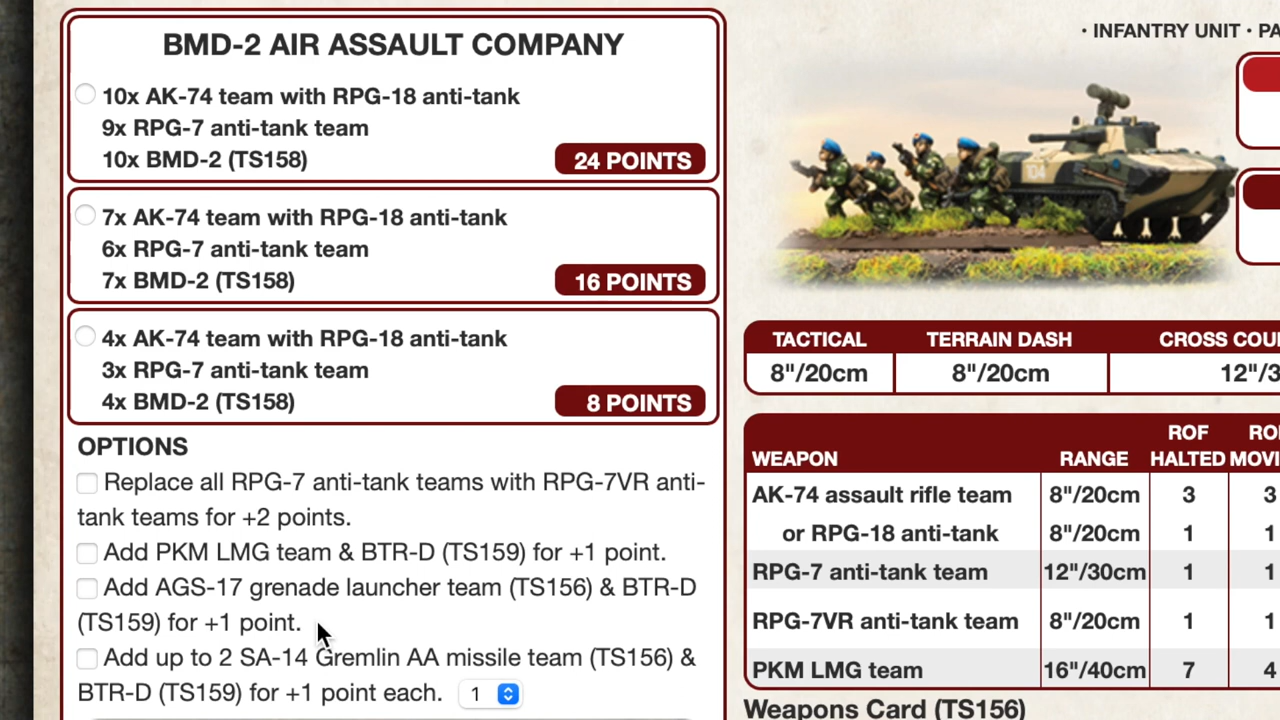 BMD-2 AIR ASSAULT COMPANY
10x AK-74 team with RPG-18 anti-tank
9x RPG-7 anti-tank team
10x BMD-2 (TS158)
24 POINTS
7x AK-74 team with RPG-18 anti-tank
6x RPG-7 anti-tank team
7x BMD-2 (TS158)
16 POINTS
4x AK-74 team with RPG-18 anti-tank
3x RPG-7 anti-tank team
4x BMD-2 (TS158)
8 POINTS
OPTIONS
Replace all RPG-7 anti-tank teams with RPG-7VR anti-
tank teams for +2 points.
Add PKM LMG team & BTR-D (TS159) for +1 point.
Add AGS-17 grenade launcher team (TS156) & BTR-D
(TS159) for +1 point.
Add up to 2 SA-14 Gremlin AA missile team (TS156) &
BTR-D (TS159) for +1 point each. 1
• INFANTRY UNIT • PA
104
TACTICAL TERRAIN DASH CROSS COU
8"/20cm 8"/20cm 12"/3
WEAPON RANGE ROF HALTED RO MOVI
AK-74 assault rifle team 8"/20cm 3 3
or RPG-18 anti-tank 8"/20cm 1 1
RPG-7 anti-tank team 12"/30cm 1 1
RPG-7VR anti-tank team 8"/20cm 1 1
PKM LMG team 16"/40cm 7 4
Weapons Card (TS156)